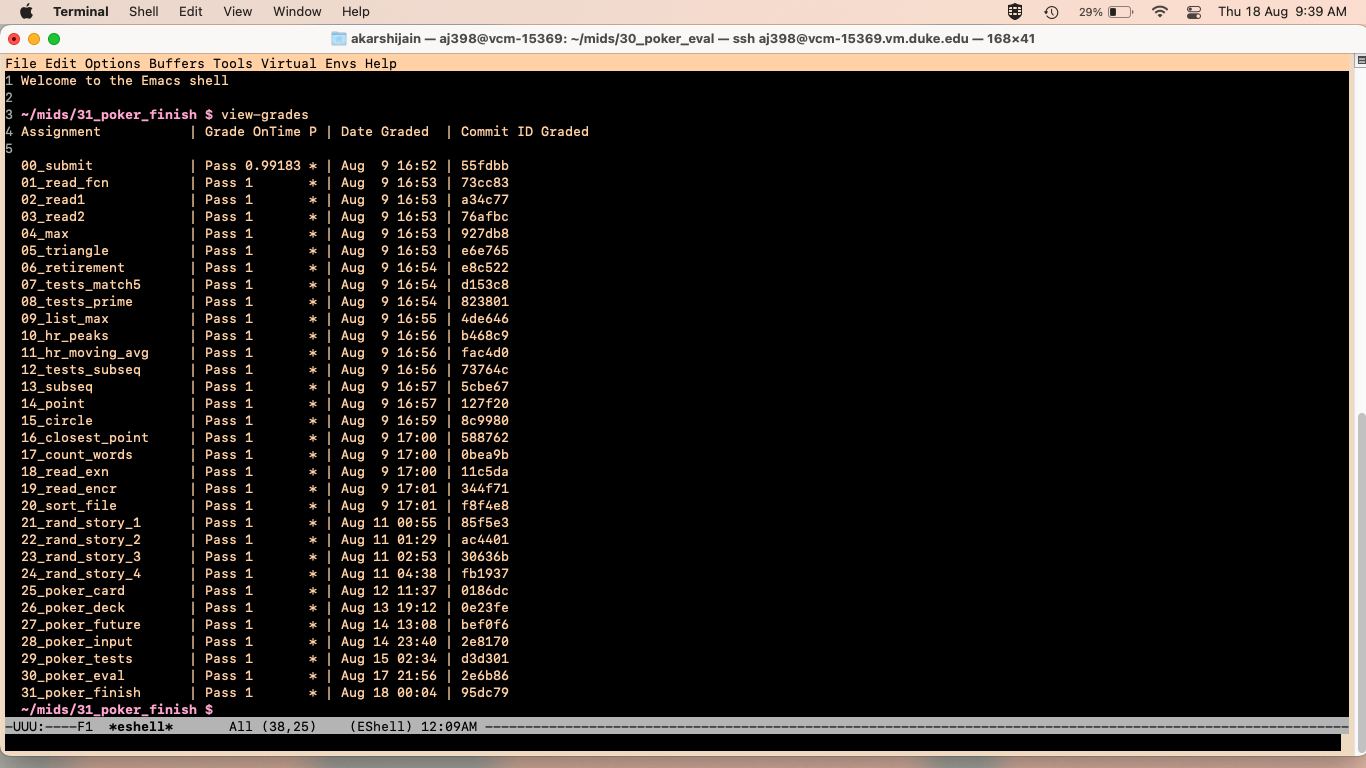 Terminal Shell Edit View Window Help 29% Thu 18 Aug 9:39 AM
akarshijain — aj398@vcm-15369: ~/mids/30_poker_eval — ssh aj398@vcm-15369.vm.duke.edu — 168×41
File Edit Options Buffers Tools Virtual Envs Help
1 Welcome to the Emacs shell
2
3 ~/mids/31_poker_finish $ view-grades
4 Assignment | Grade OnTime P | Date Graded | Commit ID Graded
5
00_submit | Pass 0.99183 * | Aug 9 16:52 | 55fdbb
01_read_fcn | Pass 1 * | Aug 9 16:53 | 73cc83
02_read1 | Pass 1 * | Aug 9 16:53 | a34c77
03_read2 | Pass 1 * | Aug 9 16:53 | 76afbc
04_max | Pass 1 * | Aug 9 16:53 | 927db8
05_triangle | Pass 1 * | Aug 9 16:53 | e6e765
06_retirement | Pass 1 * | Aug 9 16:54 | e8c522
07_tests_match5 | Pass 1 * | Aug 9 16:54 | d153c8
08_tests_prime | Pass 1 * | Aug 9 16:54 | 823801
09_list_max | Pass 1 * | Aug 9 16:55 | 4de646
10_hr_peaks | Pass 1 * | Aug 9 16:56 | b468c9
11_hr_moving_avg | Pass 1 * | Aug 9 16:56 | fac4d0
12_tests_subseq | Pass 1 * | Aug 9 16:56 | 73764c
13_subseq | Pass 1 * | Aug 9 16:57 | 5cbe67
14_point | Pass 1 * | Aug 9 16:57 | 127f20
15_circle | Pass 1 * | Aug 9 16:59 | 8c9980
16_closest_point | Pass 1 * | Aug 9 17:00 | 588762
17_count_words | Pass 1 * | Aug 9 17:00 | 0bea9b
18_read_exn | Pass 1 * | Aug 9 17:00 | 11c5da
19_read_encr | Pass 1 * | Aug 9 17:01 | 344f71
20_sort_file | Pass 1 * | Aug 9 17:01 | f8f4e8
21_rand_story_1 | Pass 1 * | Aug 11 00:55 | 85f5e3
22_rand_story_2 | Pass 1 * | Aug 11 01:29 | ac4401
23_rand_story_3 | Pass 1 * | Aug 11 02:53 | 30636b
24_rand_story_4 | Pass 1 * | Aug 11 04:38 | fb1937
25_poker_card | Pass 1 * | Aug 12 11:37 | 0186dc
26_poker_deck | Pass 1 * | Aug 13 19:12 | 0e23fe
27_poker_future | Pass 1 * | Aug 14 13:08 | bef0f6
28_poker_input | Pass 1 * | Aug 14 23:40 | 2e8170
29_poker_tests | Pass 1 * | Aug 15 02:34 | d3d301
30_poker_eval | Pass 1 * | Aug 17 21:56 | 2e6b86
31_poker_finish | Pass 1 * | Aug 18 00:04 | 95dc79
~/mids/31_poker_finish $
-UUU:----F1 *eshell* All (38,25) (EShell) 12:09AM ------------------------------------------------------------------------------------------------------------